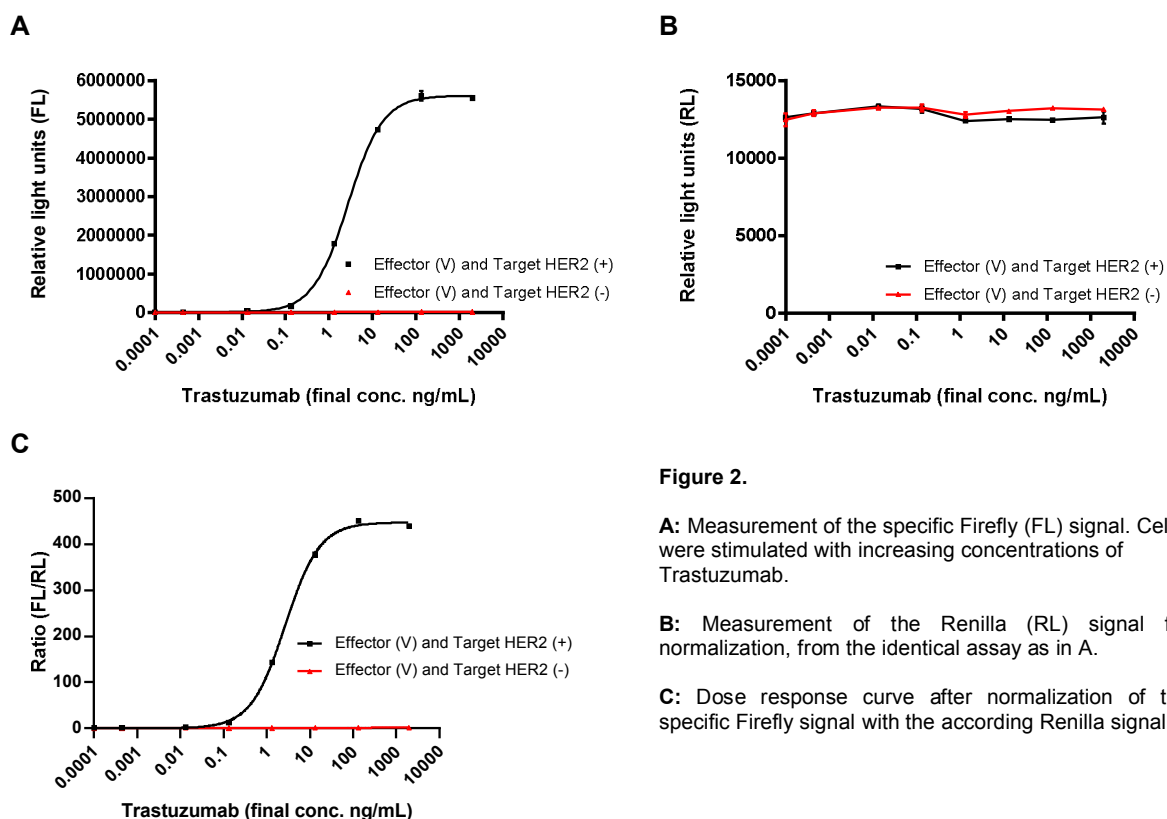 A
6000000
5000000
4000000
3000000
2000000
1000000
0
Relative light units (FL)
Effector (V) and Target HER2 (+)
Effector (V) and Target HER2 (-)
0.0001
0.001
0.01
0.1
1
10
100
1000
10000
Trastuzumab (final conc. ng/mL)
B
15000
10000
5000
0
Relative light units (RL)
Effector (V) and Target HER2 (+)
Effector (V) and Target HER2 (-)
0.0001
0.001
0.01
0.1
1
10
100
1000
10000
Trastuzumab (final conc. ng/mL)
C
500
400
300
200
100
0
Ratio (FL/RL)
Effector (V) and Target HER2 (+)
Effector (V) and Target HER2 (-)
0.0001
0.001
0.01
0.1
1
10
100
1000
10000
Trastuzumab (final conc. ng/mL)
Figure 2.
A: Measurement of the specific Firefly (FL) signal. Cel
were stimulated with increasing concentrations of
Trastuzumab.
B: Measurement of the Renilla (RL) signal f
normalization, from the identical assay as in A.
C: Dose response curve after normalization of t
specific Firefly signal with the according Renilla signal